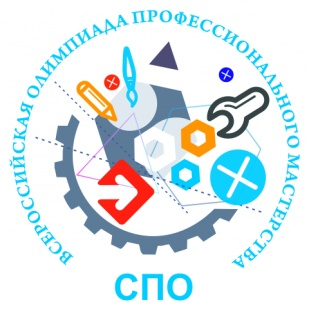 ВСЕРОССИЙСКАЯ ОЛИМПИАДА ПРОФЕССИОНАЛЬНОГО МАСТЕРСТВА
СПО